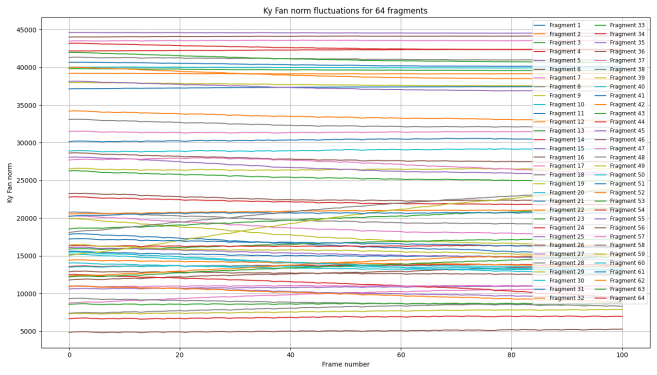 Ky Fan norm fluctuations for 64 fragments
Ky Fan norm
45000
40000
35000
30000
25000
20000
15000
10000
5000
0
20
40
60
80
100
Frame number
Fragment 1
Fragment 2
Fragment 3
Fragment 4
Fragment 5
Fragment 6
Fragment 7
Fragment 8
Fragment 9
Fragment 10
Fragment 11
Fragment 12
Fragment 13
Fragment 14
Fragment 15
Fragment 16
Fragment 17
Fragment 18
Fragment 19
Fragment 20
Fragment 21
Fragment 22
Fragment 23
Fragment 24
Fragment 25
Fragment 26
Fragment 27
Fragment 28
Fragment 29
Fragment 30
Fragment 31
Fragment 32
Fragment 33
Fragment 34
Fragment 35
Fragment 36
Fragment 37
Fragment 38
Fragment 39
Fragment 40
Fragment 41
Fragment 42
Fragment 43
Fragment 44
Fragment 45
Fragment 46
Fragment 47
Fragment 48
Fragment 49
Fragment 50
Fragment 51
Fragment 52
Fragment 53
Fragment 54
Fragment 55
Fragment 56
Fragment 57
Fragment 58
Fragment 59
Fragment 60
Fragment 61
Fragment 62
Fragment 63
Fragment 64